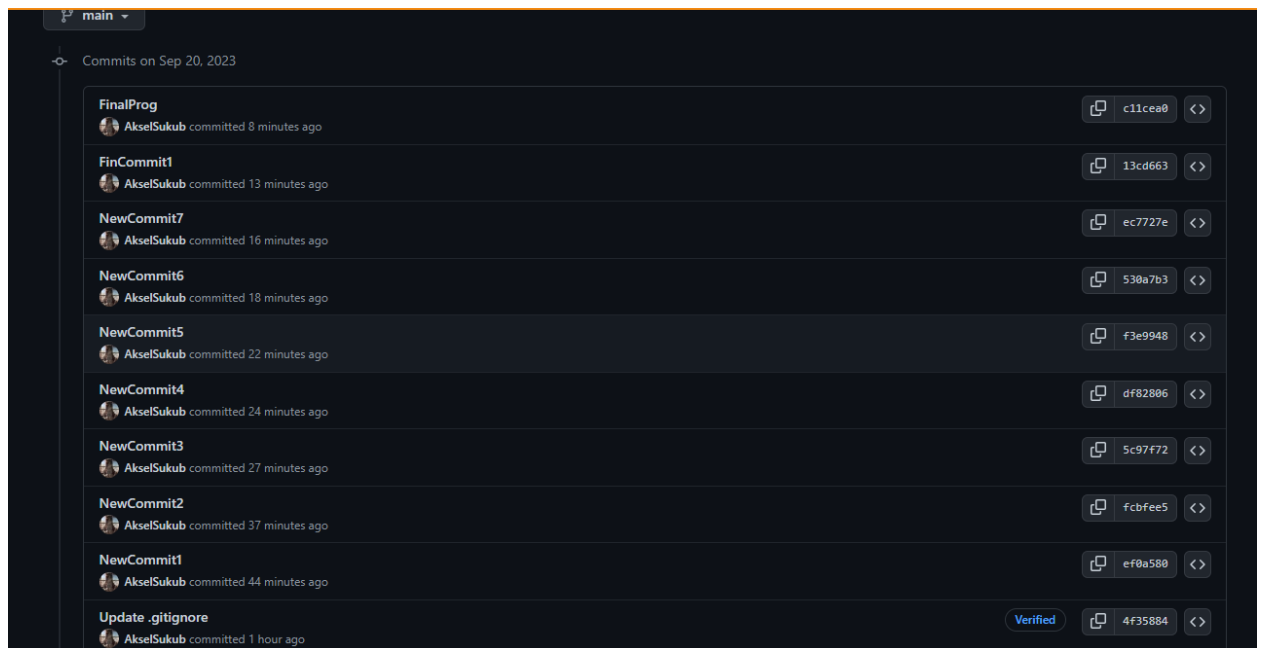 main
Commits on Sep 20, 2023
FinalProg
c11cea0
AkselSukub committed 8 minutes ago
FinCommit1
13cd663
AkselSukub committed 13 minutes ago
NewCommit7
ec7727e
AkselSukub committed 16 minutes ago
NewCommit6
530a7b3
AkselSukub committed 18 minutes ago
NewCommit5
f3e9948
AkselSukub committed 22 minutes ago
NewCommit4
df82806
AkselSukub committed 24 minutes ago
NewCommit3
5c97f72
AkselSukub committed 27 minutes ago
NewCommit2
fcbfee5
AkselSukub committed 37 minutes ago
NewCommit1
ef0a580
AkselSukub committed 44 minutes ago
Update .gitignore
Verified
4f35884
AkselSukub committed 1 hour ago